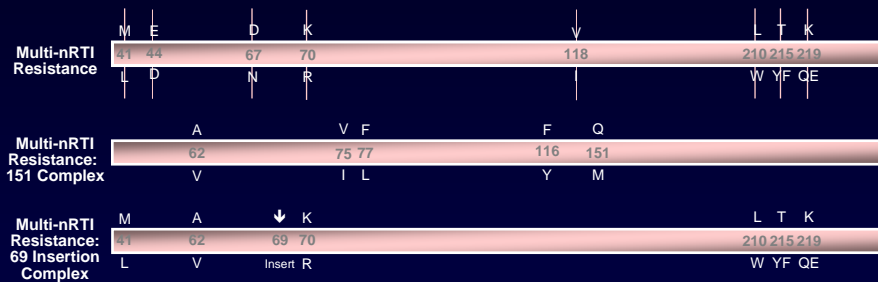 M E D K V L T K
Multi-nRTI
Resistance
41 44 67 70 118 210 215 219
L D N R I W YF QE
A V F F Q
Multi-nRTI
Resistance:
151 Complex
62 75 77 116 151
V I L Y M
M A K L T K
Multi-nRTI
Resistance:
69 Insertion
Complex
41 62 69 70 210 215 219
L V Insert R W YF QE